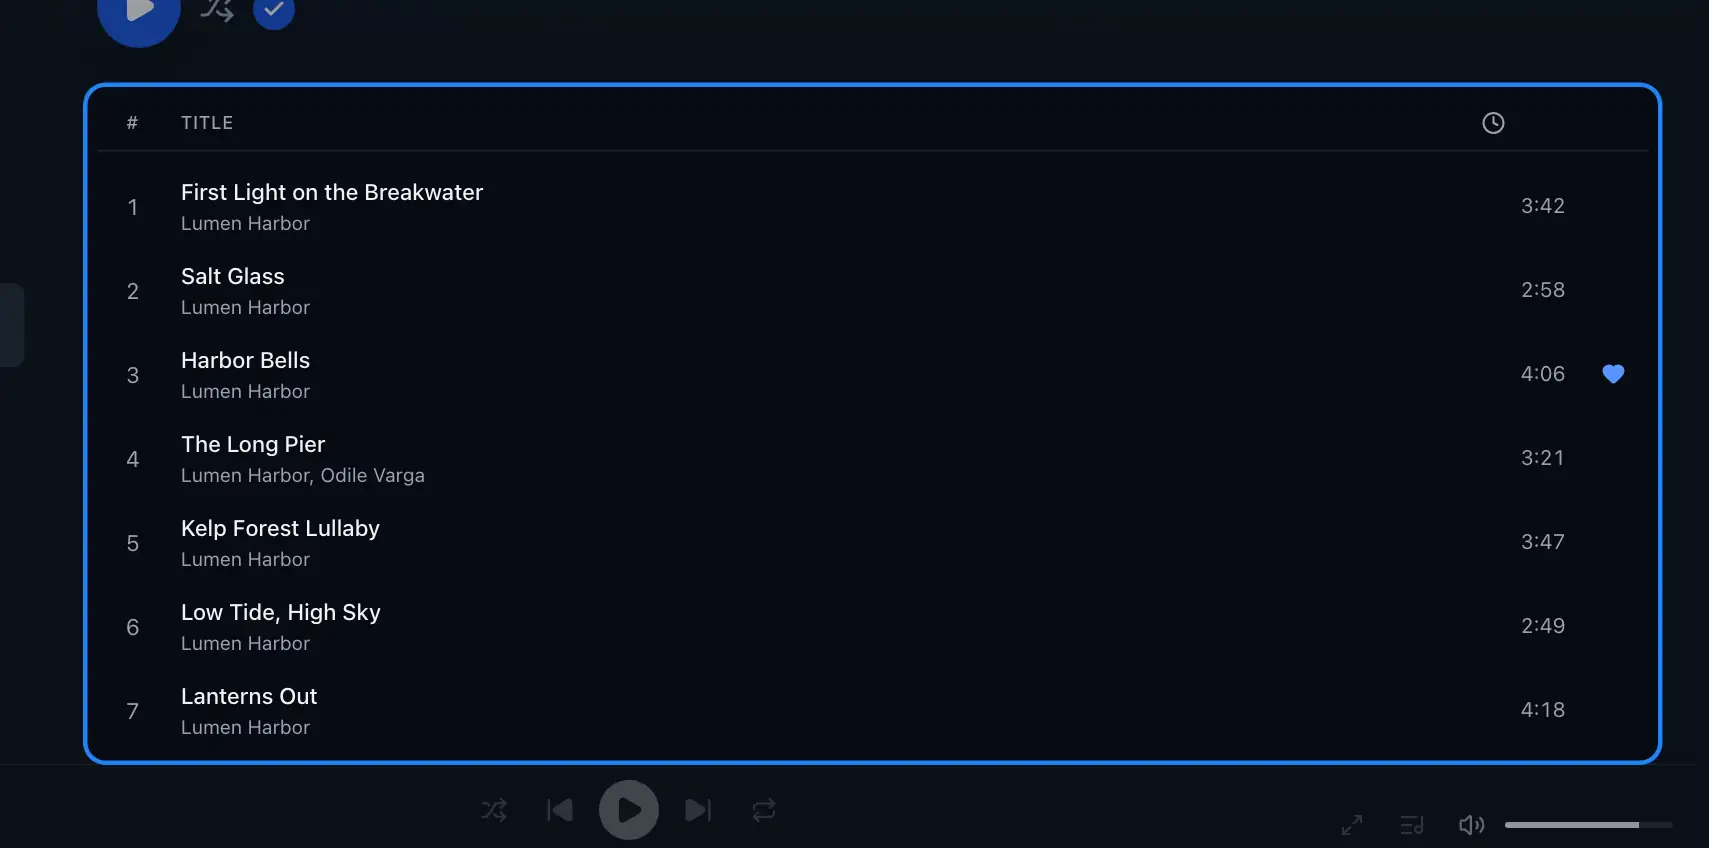 # TITLE
1 First Light on the Breakwater 3:42
Lumen Harbor
2 Salt Glass 2:58
Lumen Harbor
3 Harbor Bells 4:06
Lumen Harbor
4 The Long Pier 3:21
Lumen Harbor, Odile Varga
5 Kelp Forest Lullaby 3:47
Lumen Harbor
6 Low Tide, High Sky 2:49
Lumen Harbor
7 Lanterns Out 4:18
Lumen Harbor